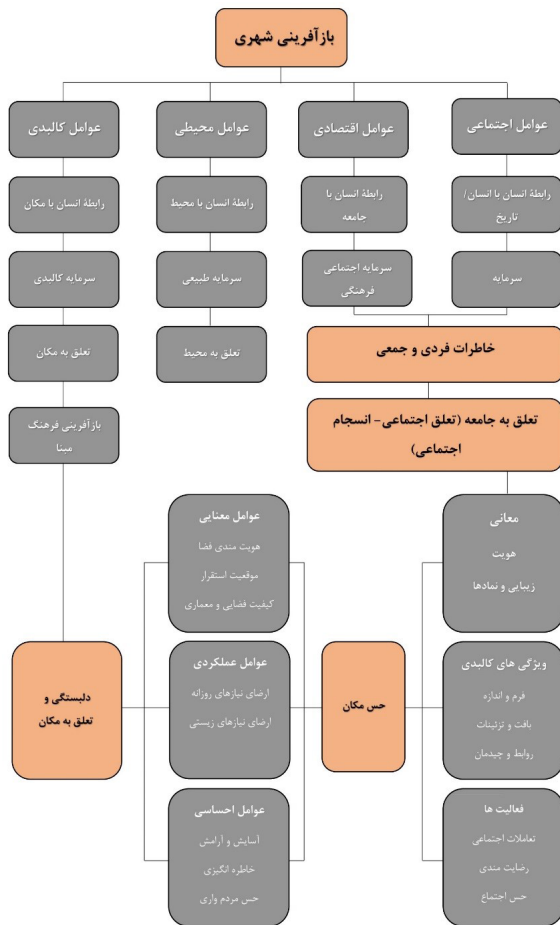 بازآفرینی شهری
عوامل اجتماعی
عوامل اقتصادی
عوامل محیطی
عوامل کالبدی
رابطۀ انسان با انسان/
تاریخ
رابطۀ انسان با
جامعه
رابطۀ انسان با محیط
رابطۀ انسان با مکان
سرمایه
سرمایه اجتماعی
فرهنگی
سرمایه طبیعی
سرمایه کالبدی
خاطرات فردی و جمعی
تعلق به محیط
تعلق به مکان
تعلق به جامعه (تعلق اجتماعی- انسجام
اجتماعی)
بازآفرینی فرهنگ
مبنا
معانی
هویت
زیبایی و نمادها
ویژگی های کالبدی
فرم و اندازه
بافت و تزئینات
روابط و چیدمان
فعالیت ها
تعاملات اجتماعی
رضایت مندی
حس اجتماع
حس مکان
عوامل معنایی
هویت مندی فضا
موقعیت استقرار
کیفیت فضایی و معماری
عوامل عملکردی
ارضای نیازهای روزانه
ارضای نیازهای زیستی
عوامل احساسی
آسایش و آرامش
خاطره انگیزی
حس مردم واری
دلبستگی و
تعلق به مکان